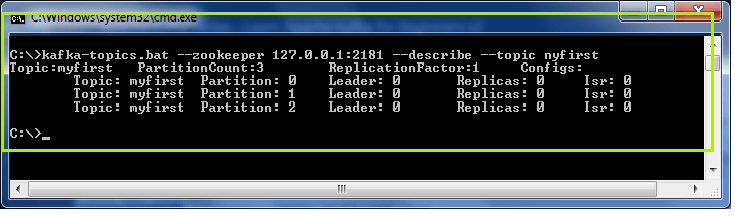 C:\Windows\system32\cmd.exe
C:\>kafka-topics.bat --zookeeper 127.0.0.1:2181 --describe --topic myfirst
Topic:myfirst PartitionCount:3 ReplicationFactor:1 Configs:
Topic: myfirst Partition: 0 Leader: 0 Replicas: 0 Isr: 0
Topic: myfirst Partition: 1 Leader: 0 Replicas: 0 Isr: 0
Topic: myfirst Partition: 2 Leader: 0 Replicas: 0 Isr: 0
C:\>_